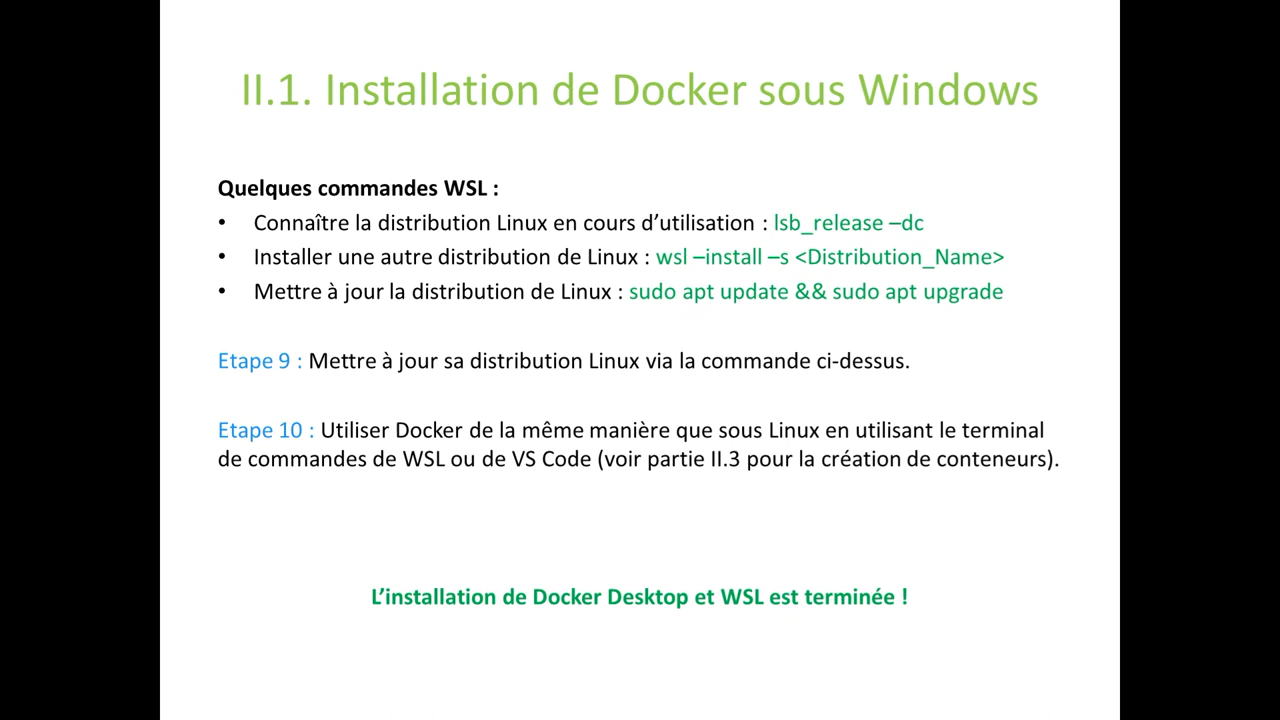 II.1. Installation de Docker sous Windows
Quelques commandes WSL :
• Connaître la distribution Linux en cours d’utilisation : lsb_release –dc
• Installer une autre distribution de Linux : wsl –install –s <Distribution_Name>
• Mettre à jour la distribution de Linux : sudo apt update && sudo apt upgrade
Etape 9 : Mettre à jour sa distribution Linux via la commande ci-dessus.
Etape 10 : Utiliser Docker de la même manière que sous Linux en utilisant le terminal
de commandes de WSL ou de VS Code (voir partie II.3 pour la création de conteneurs).
L’installation de Docker Desktop et WSL est terminée !